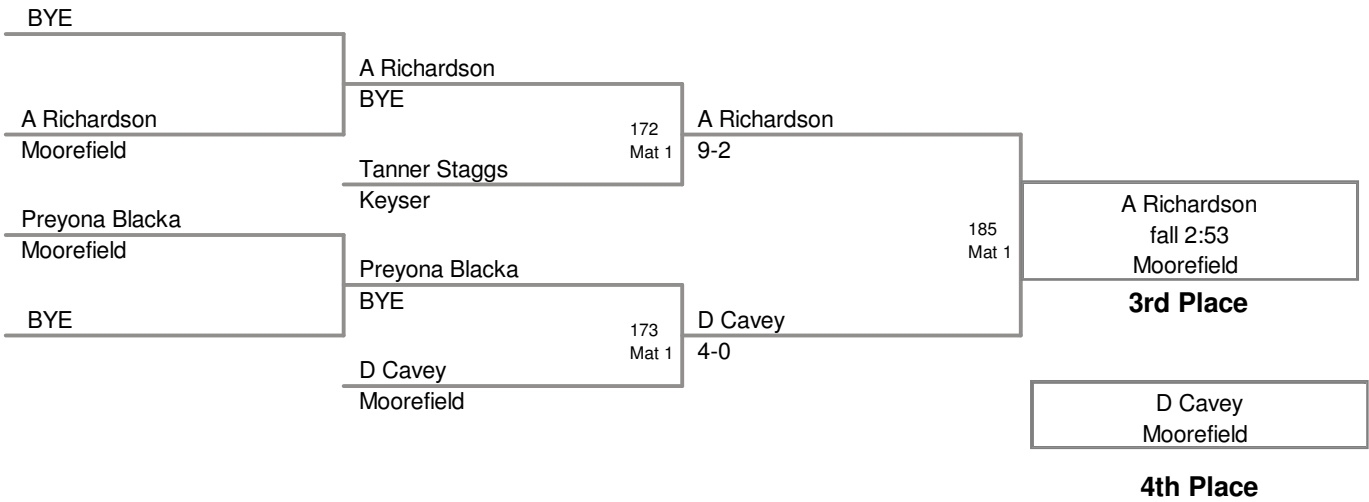 BYE
A Richardson
Moorefield
Preyona Blacka
Moorefield
BYE
A Richardson
BYE
172
Mat 1
Tanner Staggs
Keyser
Preyona Blacka
BYE
173
Mat 1
D Cavey
Moorefield
A Richardson
9-2
185
Mat 1
D Cavey
4-0
A Richardson
fall 2:53
Moorefield
3rd Place
D Cavey
Moorefield
4th Place